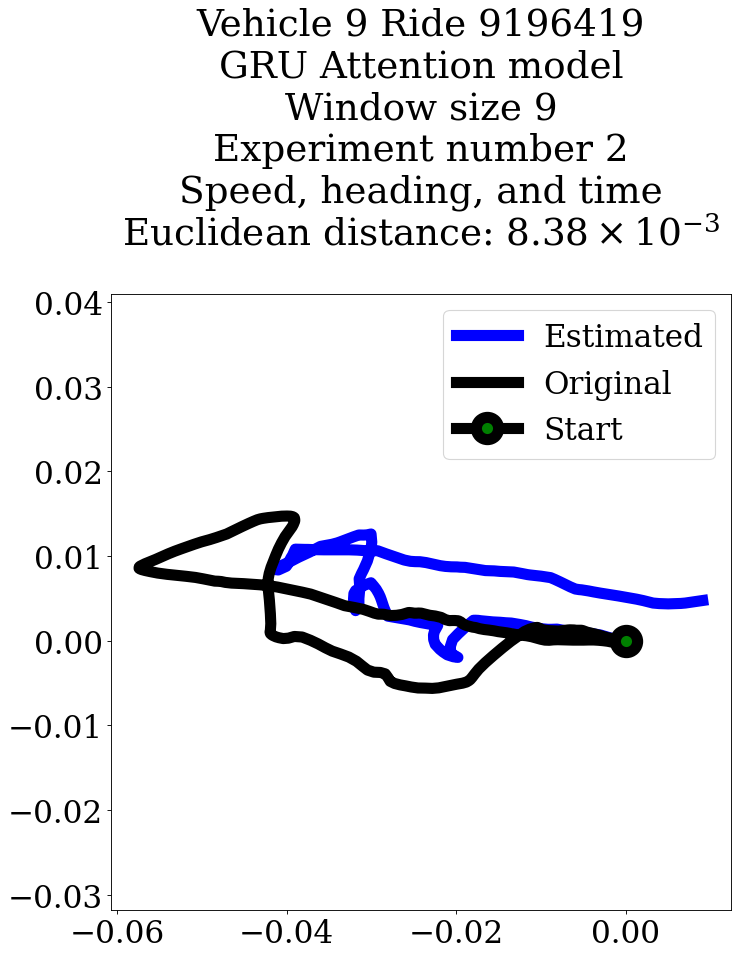 Vehicle 9 Ride 9196419
GRU Attention model
Window size 9
Experiment number 2
Speed, heading, and time
Euclidean distance: 8.38 × 10⁻³
0.04
0.03
0.02
0.01
0.00
−0.01
−0.02
−0.03
Estimated
Original
Start
−0.06
−0.04
−0.02
0.00